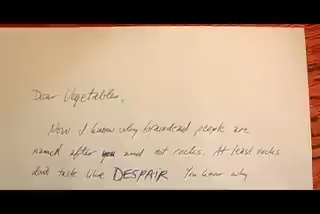 Dear Vegetables,
Now I know why braindead people are
named after you and not rocks. At least rocks
don't taste like DESPAIR You know why